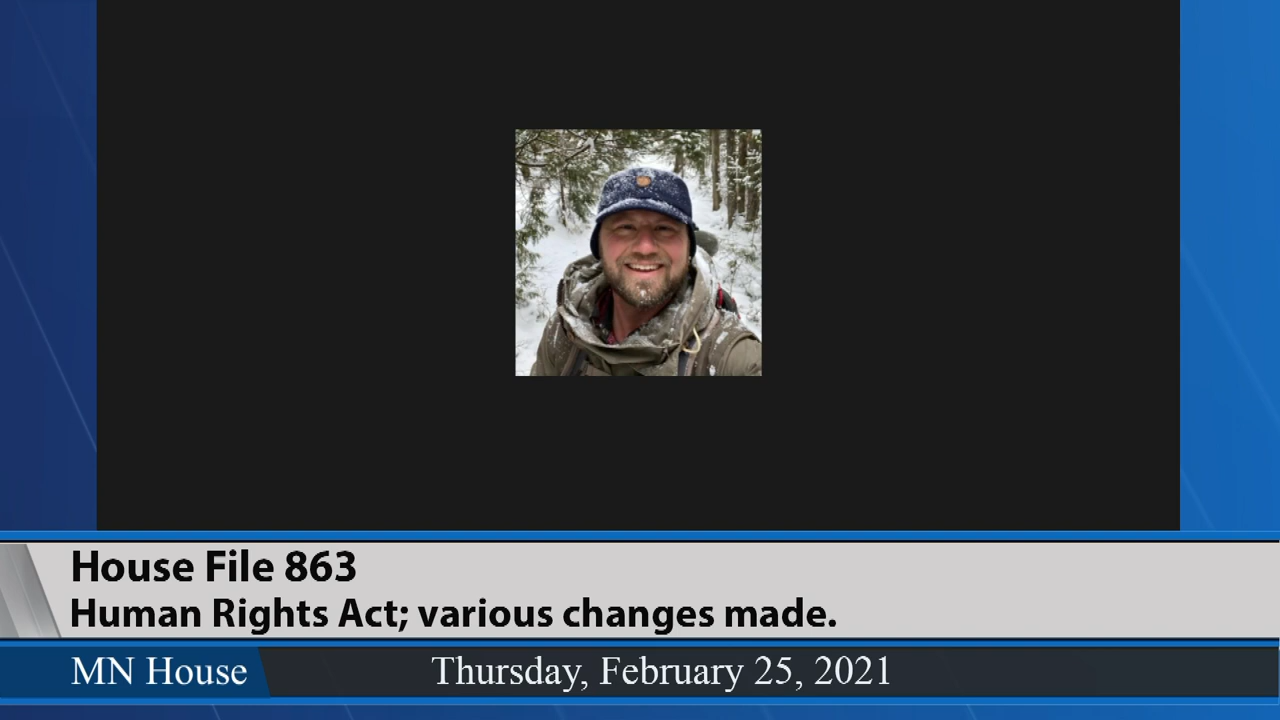 House File 863
Human Rights Act; various changes made.
MN House
Thursday, February 25, 2021